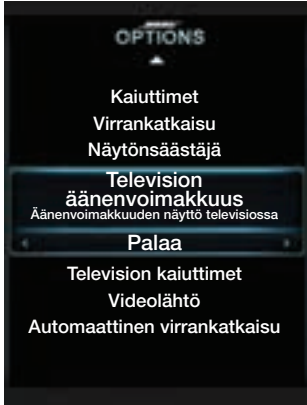 OPTIONS
Kaiuttimet
Virrankatkaisu
Näytönsäästäjä
Television
äänenvoimakkuus
Äänenvoimakkuuden näyttö televisiossa
Palaa
Television kaiuttimet
Videolähtö
Automaattinen virrankatkaisu